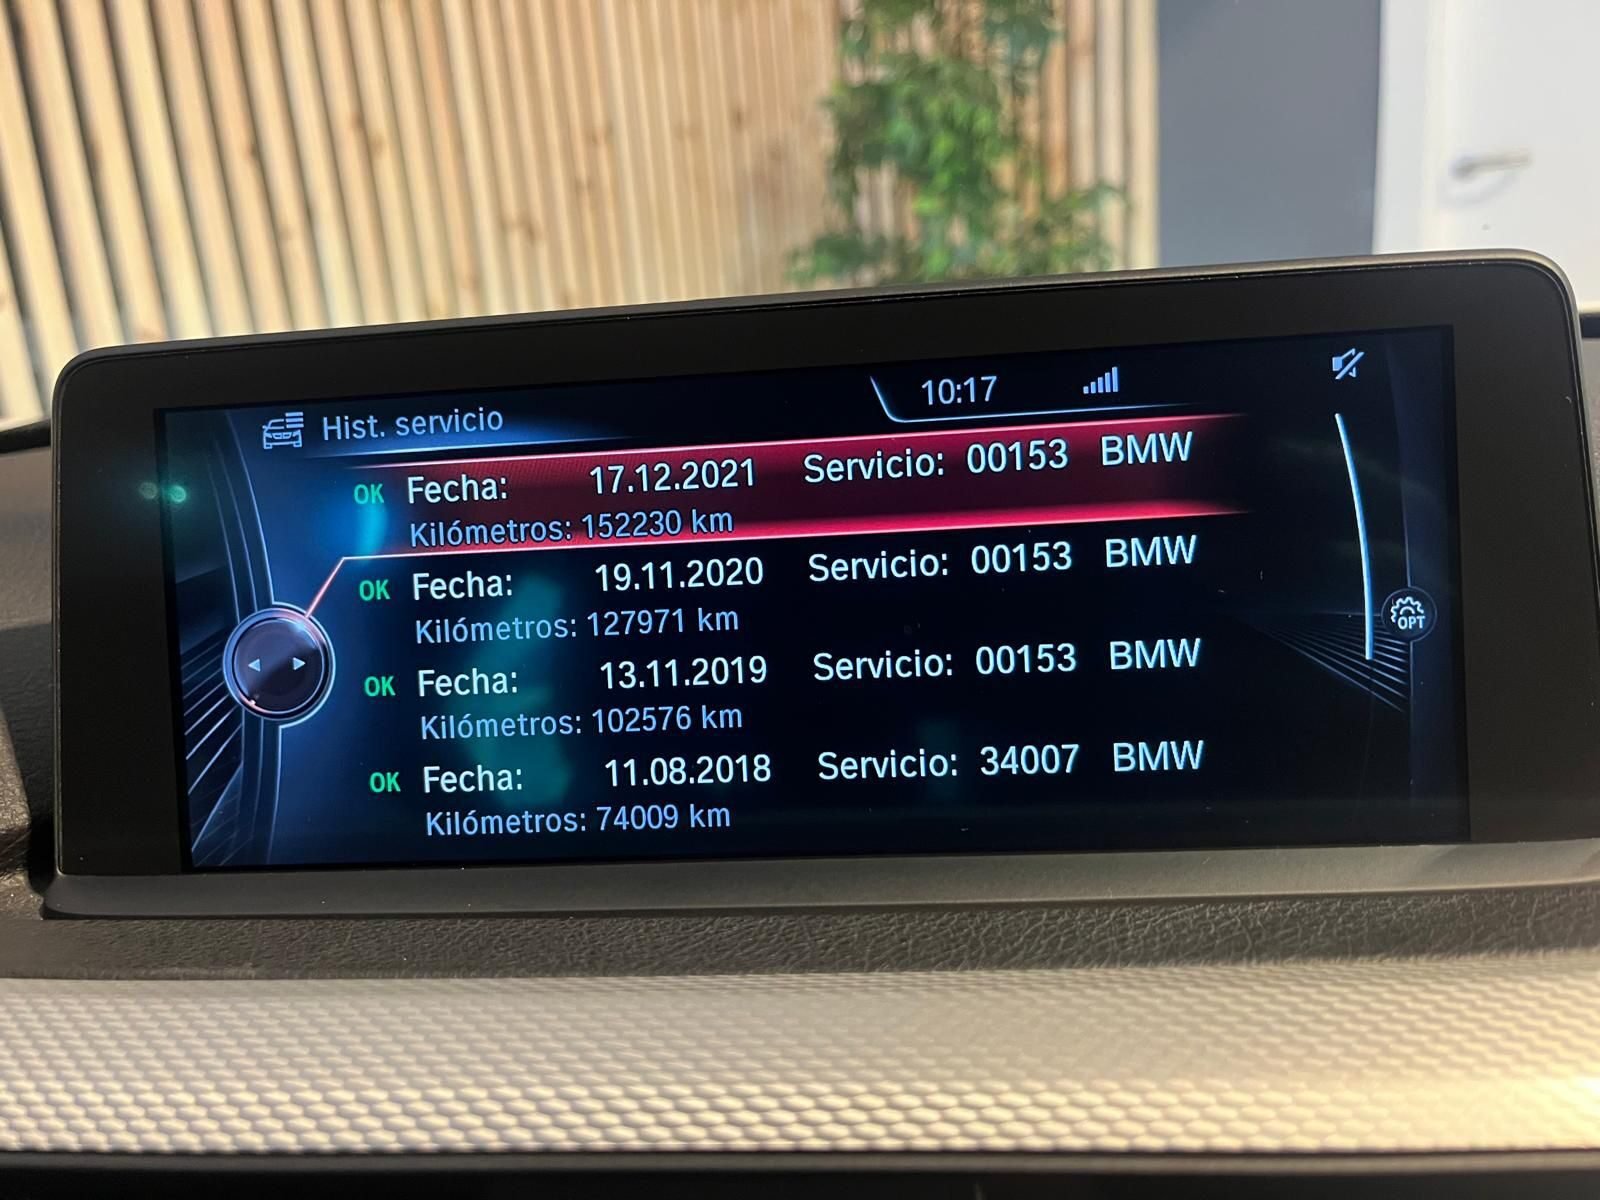 10:17
Hist. servicio
OK Fecha: 17.12.2021 Servicio: 00153 BMW
Kilómetros: 152230 km
OK Fecha: 19.11.2020 Servicio: 00153 BMW
Kilómetros: 127971 km
OK Fecha: 13.11.2019 Servicio: 00153 BMW
Kilómetros: 102576 km
OK Fecha: 11.08.2018 Servicio: 34007 BMW
Kilómetros: 74009 km
OPT